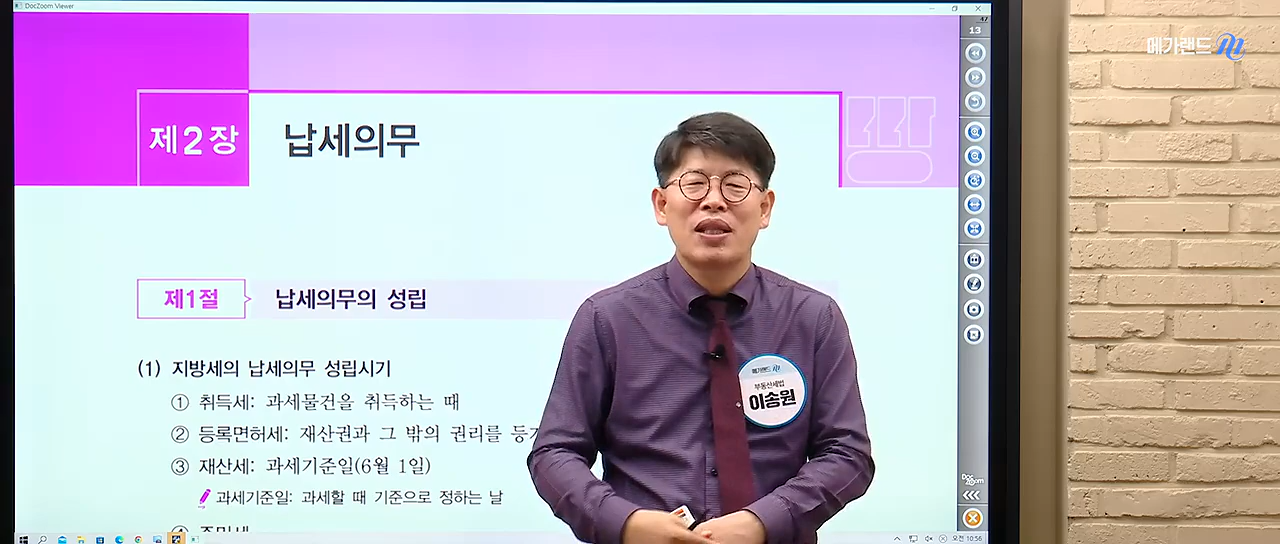 DocZoom Viewer
47
13
메가랜드
제2장
납세의무
제1절
납세의무의 성립
(1) 지방세의 납세의무 성립시기
① 취득세: 과세물건을 취득하는 때
② 등록면허세: 재산권과 그 밖의 권리를 등
③ 재산세: 과세기준일(6월 1일)
과세기준일: 과세할 때 기준으로 정하는 날
메가랜드
부동산세법
이송원
DocZoom
오전 10:56